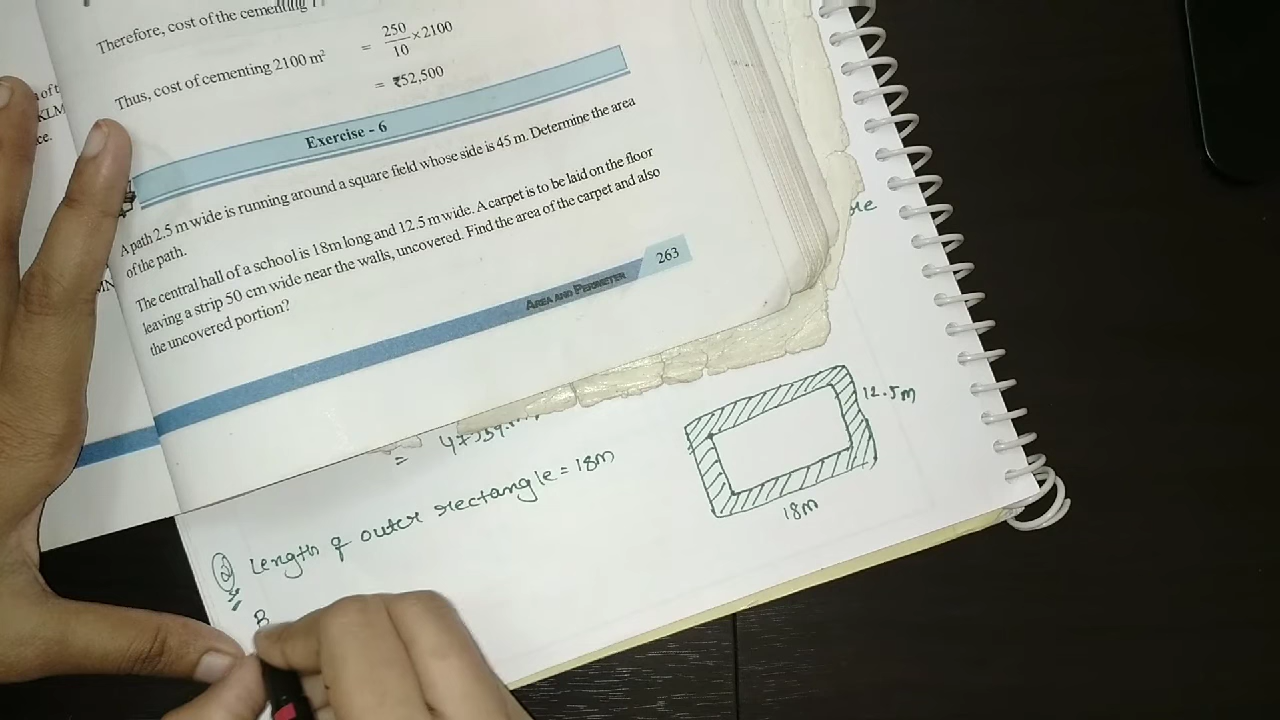 Therefore, cost of the cementing 1
Thus, cost of cementing 2100 m² = 250/10 ×2100
= ₹52,500
Exercise - 6
A path 2.5 m wide is running around a square field whose side is 45 m. Determine the area
of the path.
The central hall of a school is 18m long and 12.5 m wide. A carpet is to be laid on the floor
leaving a strip 50 cm wide near the walls, uncovered. Find the area of the carpet and also
the uncovered portion?
AREA AND PERIMETER 263
12.5m
18m
=
② Length of outer rectangle = 18m
B